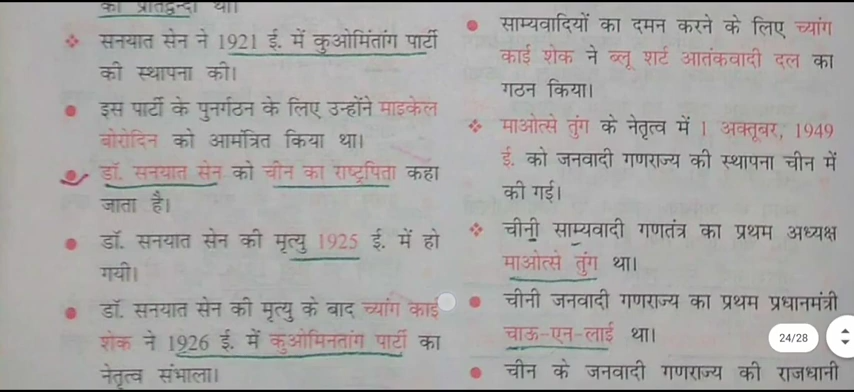 का प्रतिद्वन्दी था।
सनयात सेन ने 1921 ई. में कुओमिंतांग पार्टी
की स्थापना की।
इस पार्टी के पुनर्गठन के लिए उन्होंने माइकेल
बोरोदिन को आमंत्रित किया था।
डॉ. सनयात सेन को चीन का राष्ट्रपिता कहा
जाता है।
डॉ. सनयात सेन की मृत्यु 1925 ई. में हो
गयी।
डॉ. सनयात सेन की मृत्यु के बाद च्यांग काई
शेक ने 1926 ई. में कुओमिनतांग पार्टी का
नेतृत्व संभाला।
साम्यवादियों का दमन करने के लिए च्यांग
काई शेक ने ब्लू शर्ट आतंकवादी दल का
गठन किया।
माओत्से तुंग के नेतृत्व में 1 अक्तूबर, 1949
ई. को जनवादी गणराज्य की स्थापना चीन में
की गई।
चीनी साम्यवादी गणतंत्र का प्रथम अध्यक्ष
माओत्से तुंग था।
चीनी जनवादी गणराज्य का प्रथम प्रधानमंत्री
चाऊ-एन-लाई था।
चीन के जनवादी गणराज्य की राजधानी
24/28